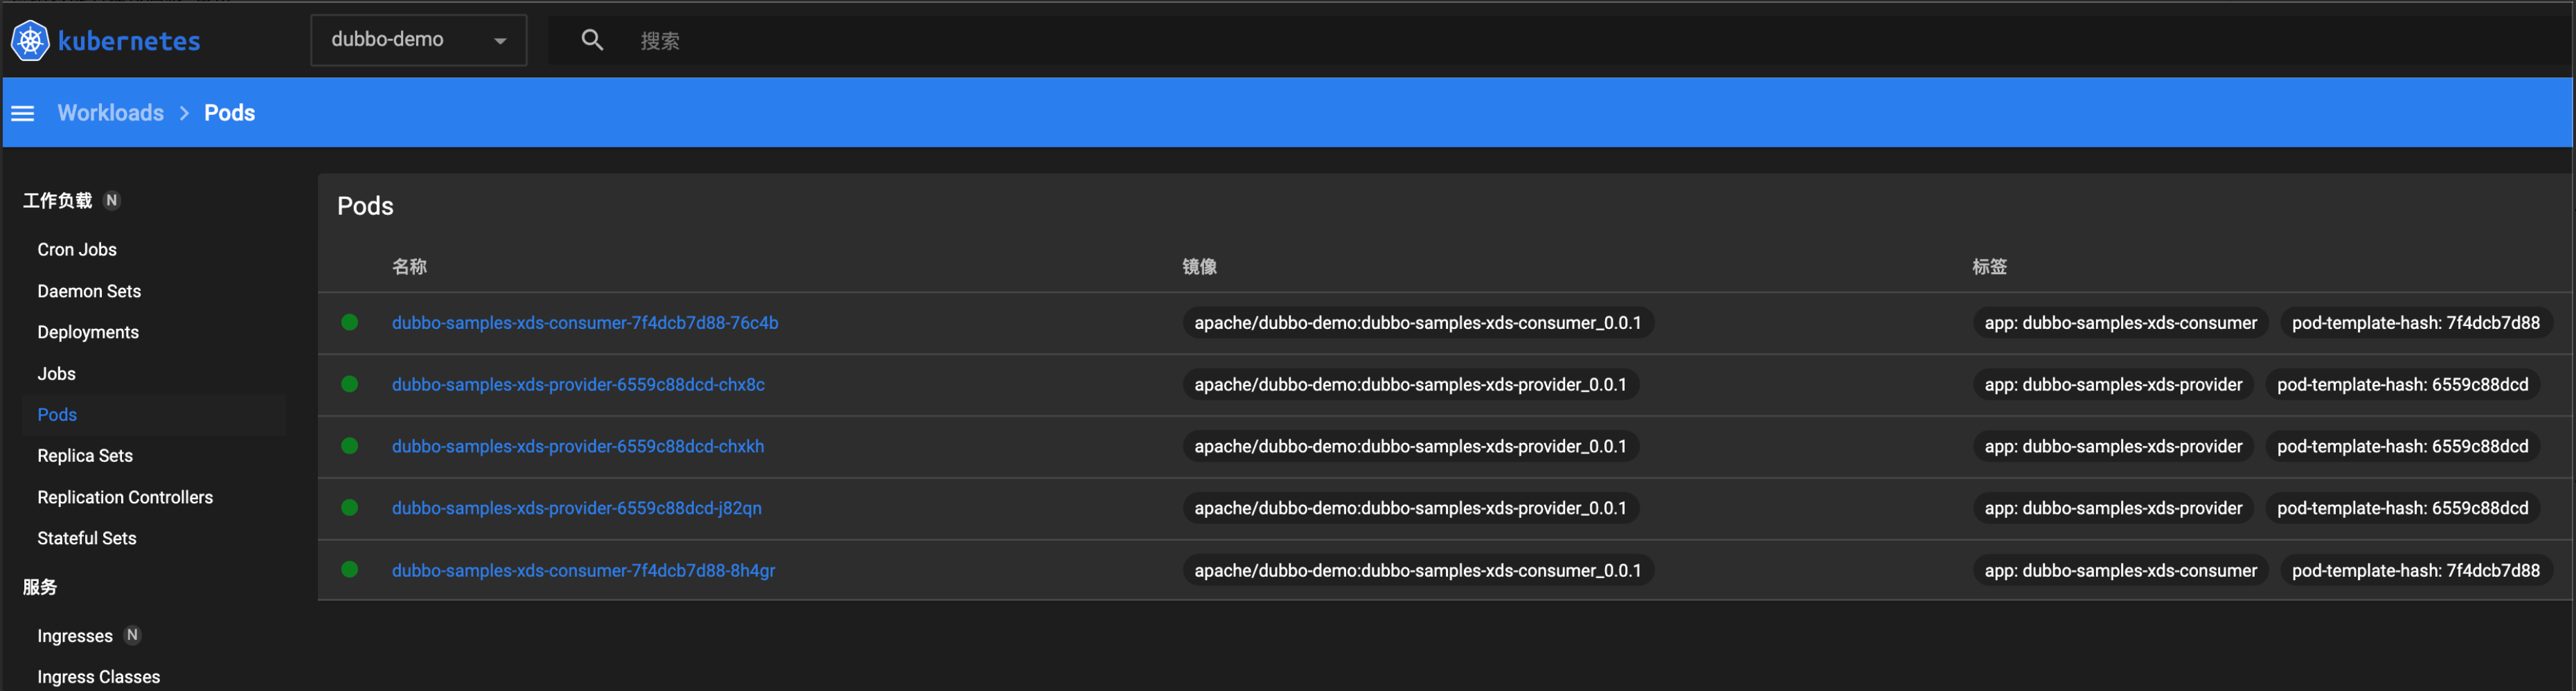 kubernetes dubbo-demo 搜索
Workloads > Pods
工作负载 N
Cron Jobs
Daemon Sets
Deployments
Jobs
Pods
Replica Sets
Replication Controllers
Stateful Sets
服务
Ingresses N
Ingress Classes
Pods
名称 镜像 标签
dubbo-samples-xds-consumer-7f4dcb7d88-76c4b apache/dubbo-demo:dubbo-samples-xds-consumer_0.0.1 app: dubbo-samples-xds-consumer pod-template-hash: 7f4dcb7d88
dubbo-samples-xds-provider-6559c88dcd-chx8c apache/dubbo-demo:dubbo-samples-xds-provider_0.0.1 app: dubbo-samples-xds-provider pod-template-hash: 6559c88dcd
dubbo-samples-xds-provider-6559c88dcd-chxkh apache/dubbo-demo:dubbo-samples-xds-provider_0.0.1 app: dubbo-samples-xds-provider pod-template-hash: 6559c88dcd
dubbo-samples-xds-provider-6559c88dcd-j82qn apache/dubbo-demo:dubbo-samples-xds-provider_0.0.1 app: dubbo-samples-xds-provider pod-template-hash: 6559c88dcd
dubbo-samples-xds-consumer-7f4dcb7d88-8h4gr apache/dubbo-demo:dubbo-samples-xds-consumer_0.0.1 app: dubbo-samples-xds-consumer pod-template-hash: 7f4dcb7d88